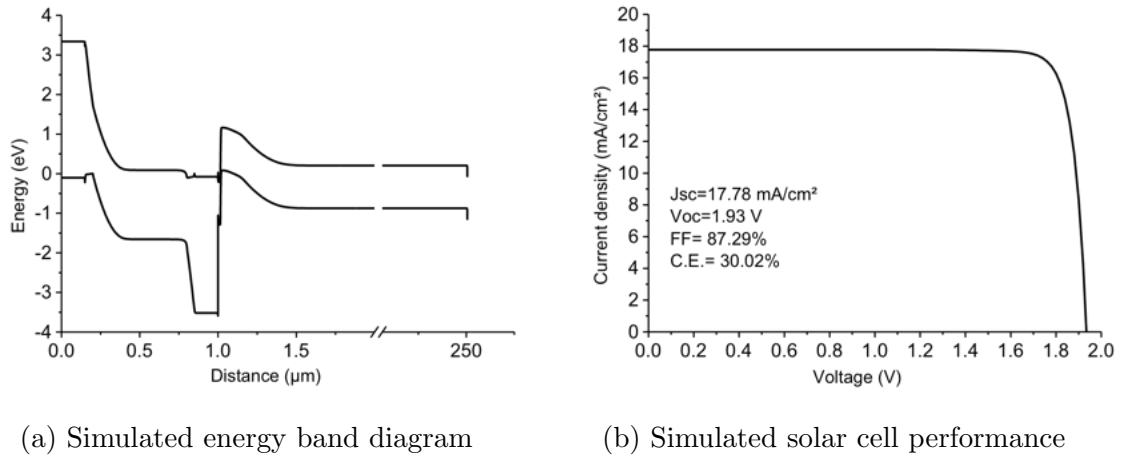 4
3
2
1
0
-1
-2
-3
-4
Energy (eV)
0.0 0.5 1.0 1.5 250
Distance (µm)
(a) Simulated energy band diagram
20
18
16
14
12
10
8
6
4
2
0
Current density (mA/cm²)
Jsc=17.78 mA/cm²
Voc=1.93 V
FF= 87.29%
C.E.= 30.02%
0.0 0.2 0.4 0.6 0.8 1.0 1.2 1.4 1.6 1.8 2.0
Voltage (V)
(b) Simulated solar cell performance